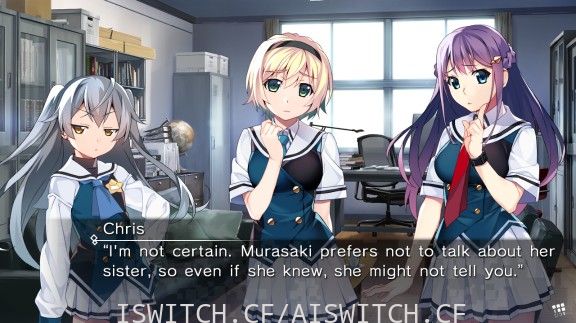 Chris
"I'm not certain. Murasaki prefers not to talk about her
sister, so even if she knew, she might not tell you."
ISWITCH.CF/AISWITCH.CF